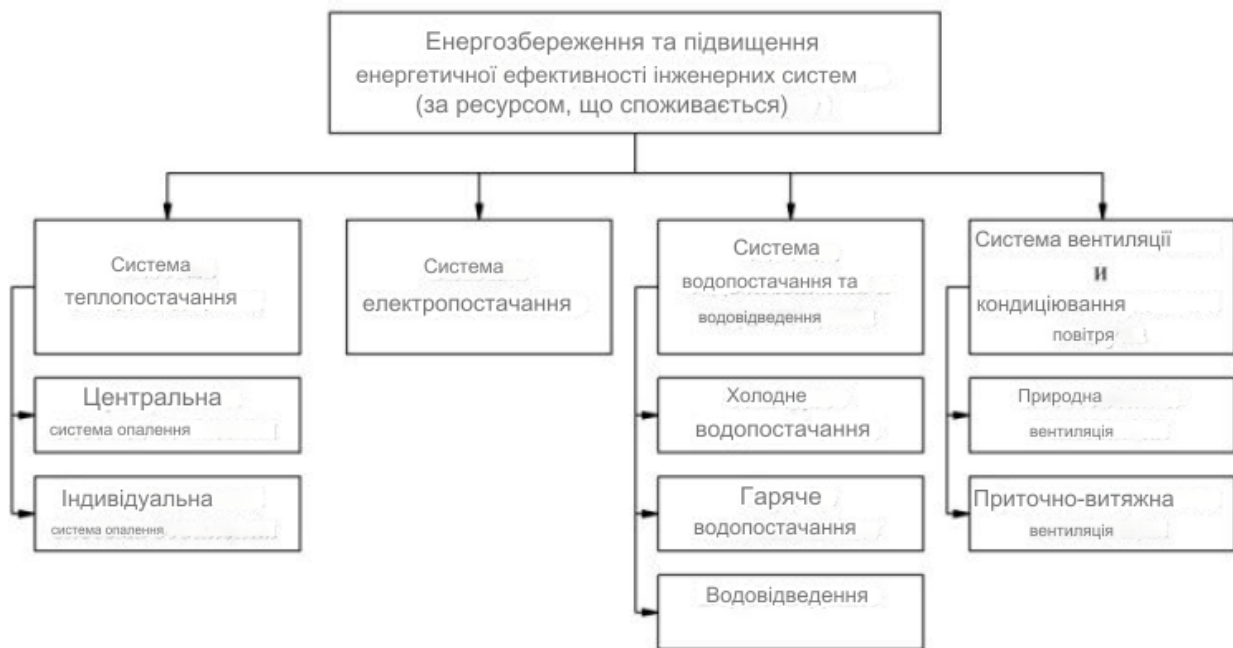 Енергозбереження та підвищення
енергетичної ефективності інженерних систем
(за ресурсом, що споживається)
Система
теплопостачання
Центральна
система опалення
Індивідуальна
система опалення
Система
електропостачання
Система
водопостачання та
водовідведення
Холодне
водопостачання
Гаряче
водопостачання
Водовідведення
Система вентиляції
и
кондиціювання
повітря
Природна
вентиляція
Приточно-витяжна
вентиляція